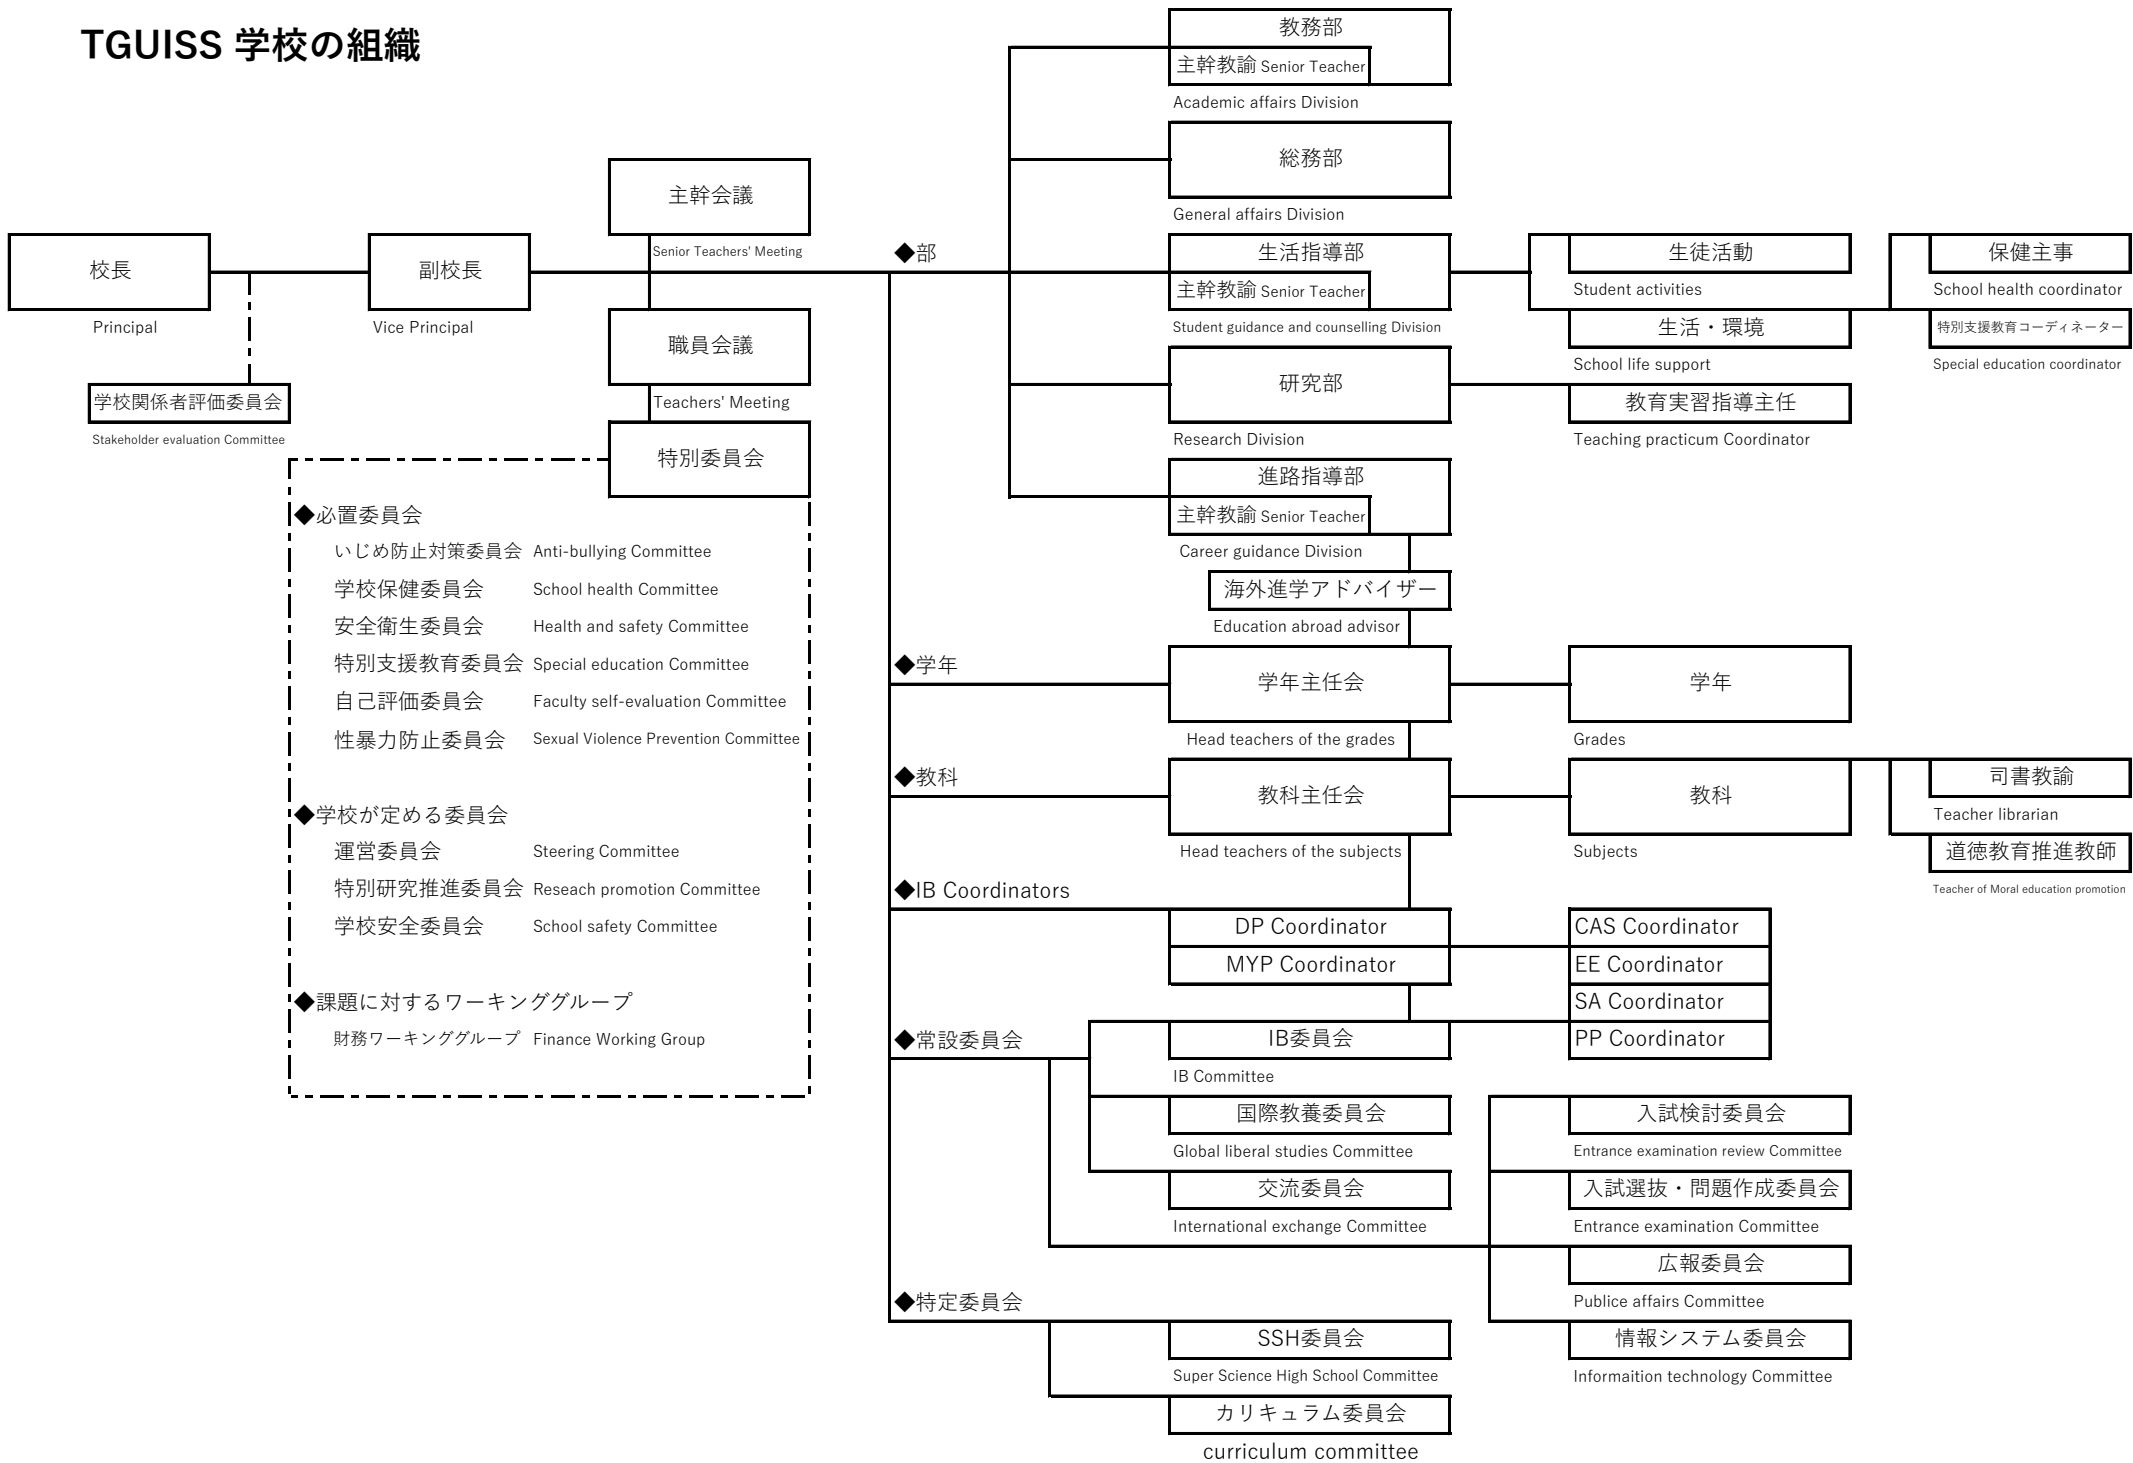 TGUISS 学校の組織
校長
Principal
学校関係者評価委員会
Stakeholder evaluation Committee
副校長
Vice Principal
主幹会議
Senior Teachers' Meeting
職員会議
Teachers' Meeting
特別委員会
◆必置委員会
いじめ防止対策委員会 Anti-bullying Committee
学校保健委員会 School health Committee
安全衛生委員会 Health and safety Committee
特別支援教育委員会 Special education Committee
自己評価委員会 Faculty self-evaluation Committee
性暴力防止委員会 Sexual Violence Prevention Committee
◆学校が定める委員会
運営委員会 Steering Committee
特別研究推進委員会 Reseach promotion Committee
学校安全委員会 School safety Committee
◆課題に対するワーキンググループ
財務ワーキンググループ Finance Working Group
◆部
教務部
主幹教諭 Senior Teacher
Academic affairs Division
総務部
General affairs Division
生活指導部
主幹教諭 Senior Teacher
Student guidance and counselling Division
生徒活動
Student activities
生活・環境
School life support
保健主事
School health coordinator
特別支援教育コーディネーター
Special education coordinator
研究部
Research Division
教育実習指導主任
Teaching practicum Coordinator
進路指導部
主幹教諭 Senior Teacher
Career guidance Division
海外進学アドバイザー
Education abroad advisor
◆学年
学年主任会
Head teachers of the grades
学年
Grades
◆教科
教科主任会
Head teachers of the subjects
教科
Subjects
司書教諭
Teacher librarian
道徳教育推進教師
Teacher of Moral education promotion
◆IB Coordinators
DP Coordinator
MYP Coordinator
CAS Coordinator
EE Coordinator
SA Coordinator
PP Coordinator
◆常設委員会
IB委員会
IB Committee
国際教養委員会
Global liberal studies Committee
交流委員会
International exchange Committee
入試検討委員会
Entrance examination review Committee
入試選抜・問題作成委員会
Entrance examination Committee
広報委員会
Publice affairs Committee
情報システム委員会
Informaition technology Committee
◆特定委員会
SSH委員会
Super Science High School Committee
カリキュラム委員会
curriculum committee